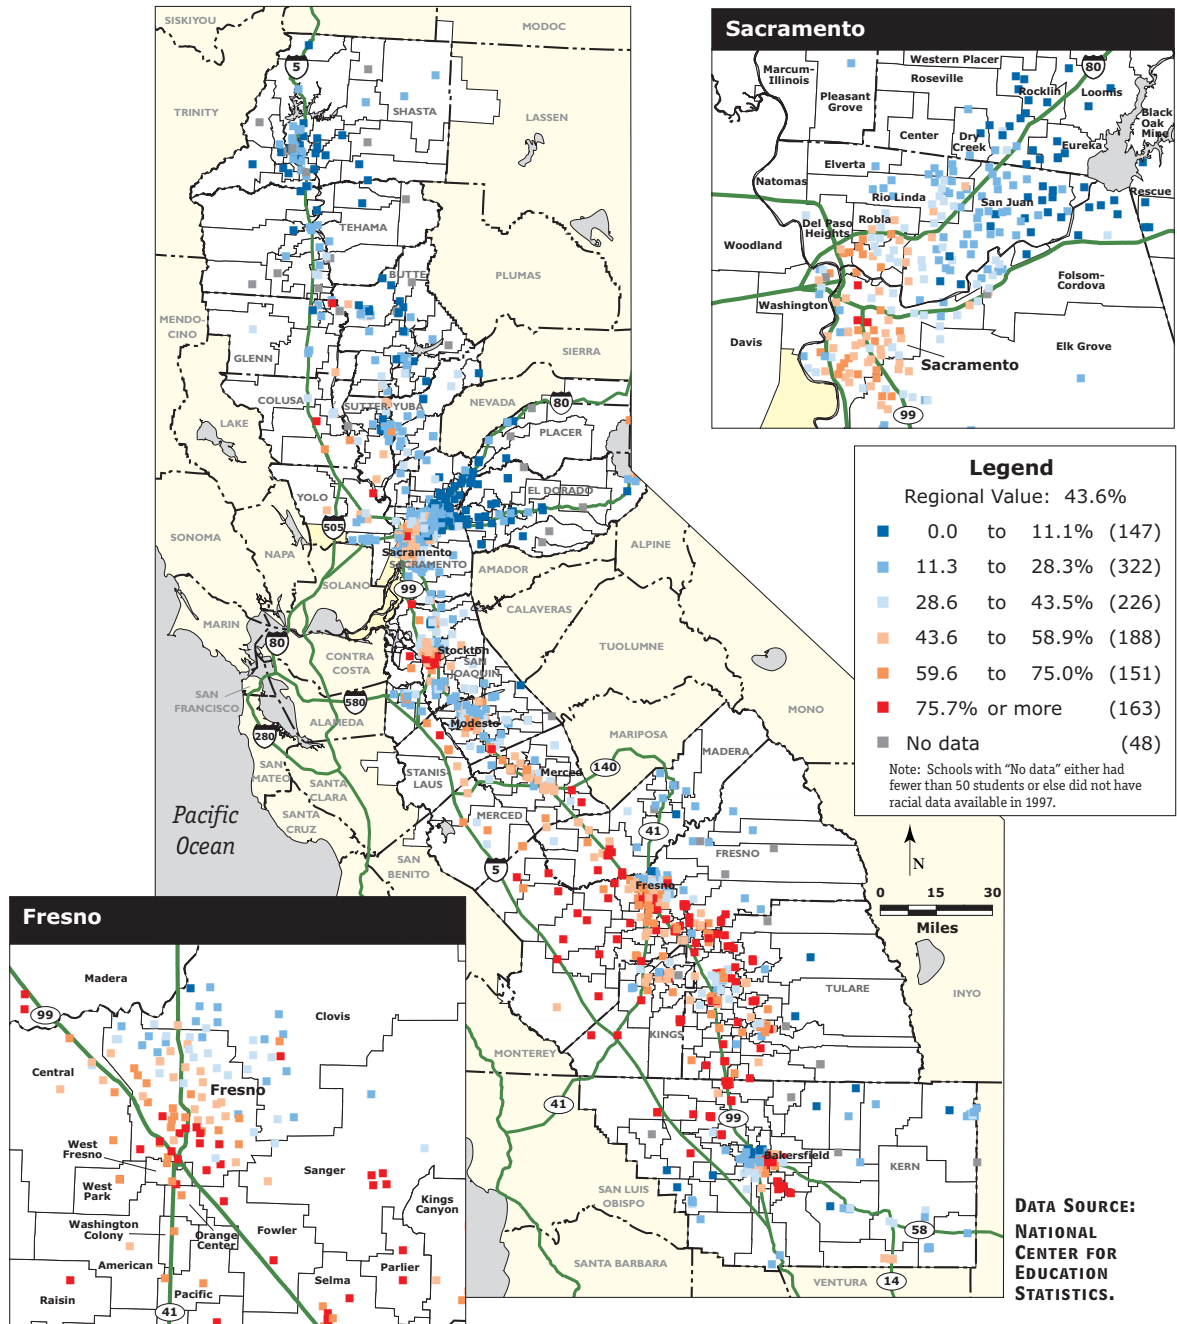 SISKIYOU
MODOC
5
TRINITY
SHASTA
LASSEN
TEHAMA
BUTTE
PLUMAS
MENDO-
CINO
GLENN
SIERRA
COLUSA
SUTTER-YUBA
NEVADA
80
LAKE
PLACER
YOLO
EL DORADO
505
SONOMA
NAPA
Sacramento
SACRAMENTO
ALPINE
AMADOR
SOLANO
99
CALAVERAS
MARIN
80
CONTRA
COSTA
Stockton
SAN
JOAQUIN
TUOLUMNE
SAN
FRANCISCO
580
ALAMEDA
MONO
280
Modesto
MARIPOSA
MADERA
SAN
MATEO
SANTA
CLARA
STANIS-
LAUS
Merced
140
SANTA
CRUZ
MERCED
Pacific
Ocean
41
SAN
BENITO
5
FRESNO
Fresno
TULARE
INYO
KINGS
MONTEREY
41
99
Bakersfield
KERN
SAN LUIS
OBISPO
58
SANTA BARBARA
VENTURA
14
Sacramento
Marcum-
Illinois
Western Placer
Roseville
80
Pleasant
Grove
Rocklin
Loomis
Black
Oak
Mine
Center
Dry
Creek
Eureka
Elverta
Natomas
Rescue
Rio Linda
San Juan
Del Paso
Heights
Robla
Woodland
Folsom-
Cordova
Washington
Davis
Elk Grove
Sacramento
99
Legend
Regional Value: 43.6%
0.0 to 11.1% (147)
11.3 to 28.3% (322)
28.6 to 43.5% (226)
43.6 to 58.9% (188)
59.6 to 75.0% (151)
75.7% or more (163)
No data (48)
Note: Schools with “No data” either had
fewer than 50 students or else did not have
racial data available in 1997.
N
0 15 30
Miles
Fresno
Madera
99
Clovis
Central
Fresno
West
Fresno
Sanger
West
Park
Kings
Canyon
Washington
Colony
Orange
Center
Fowler
American
Parlier
Selma
Raisin
Pacific
41
DATA SOURCE:
NATIONAL
CENTER FOR
EDUCATION
STATISTICS.